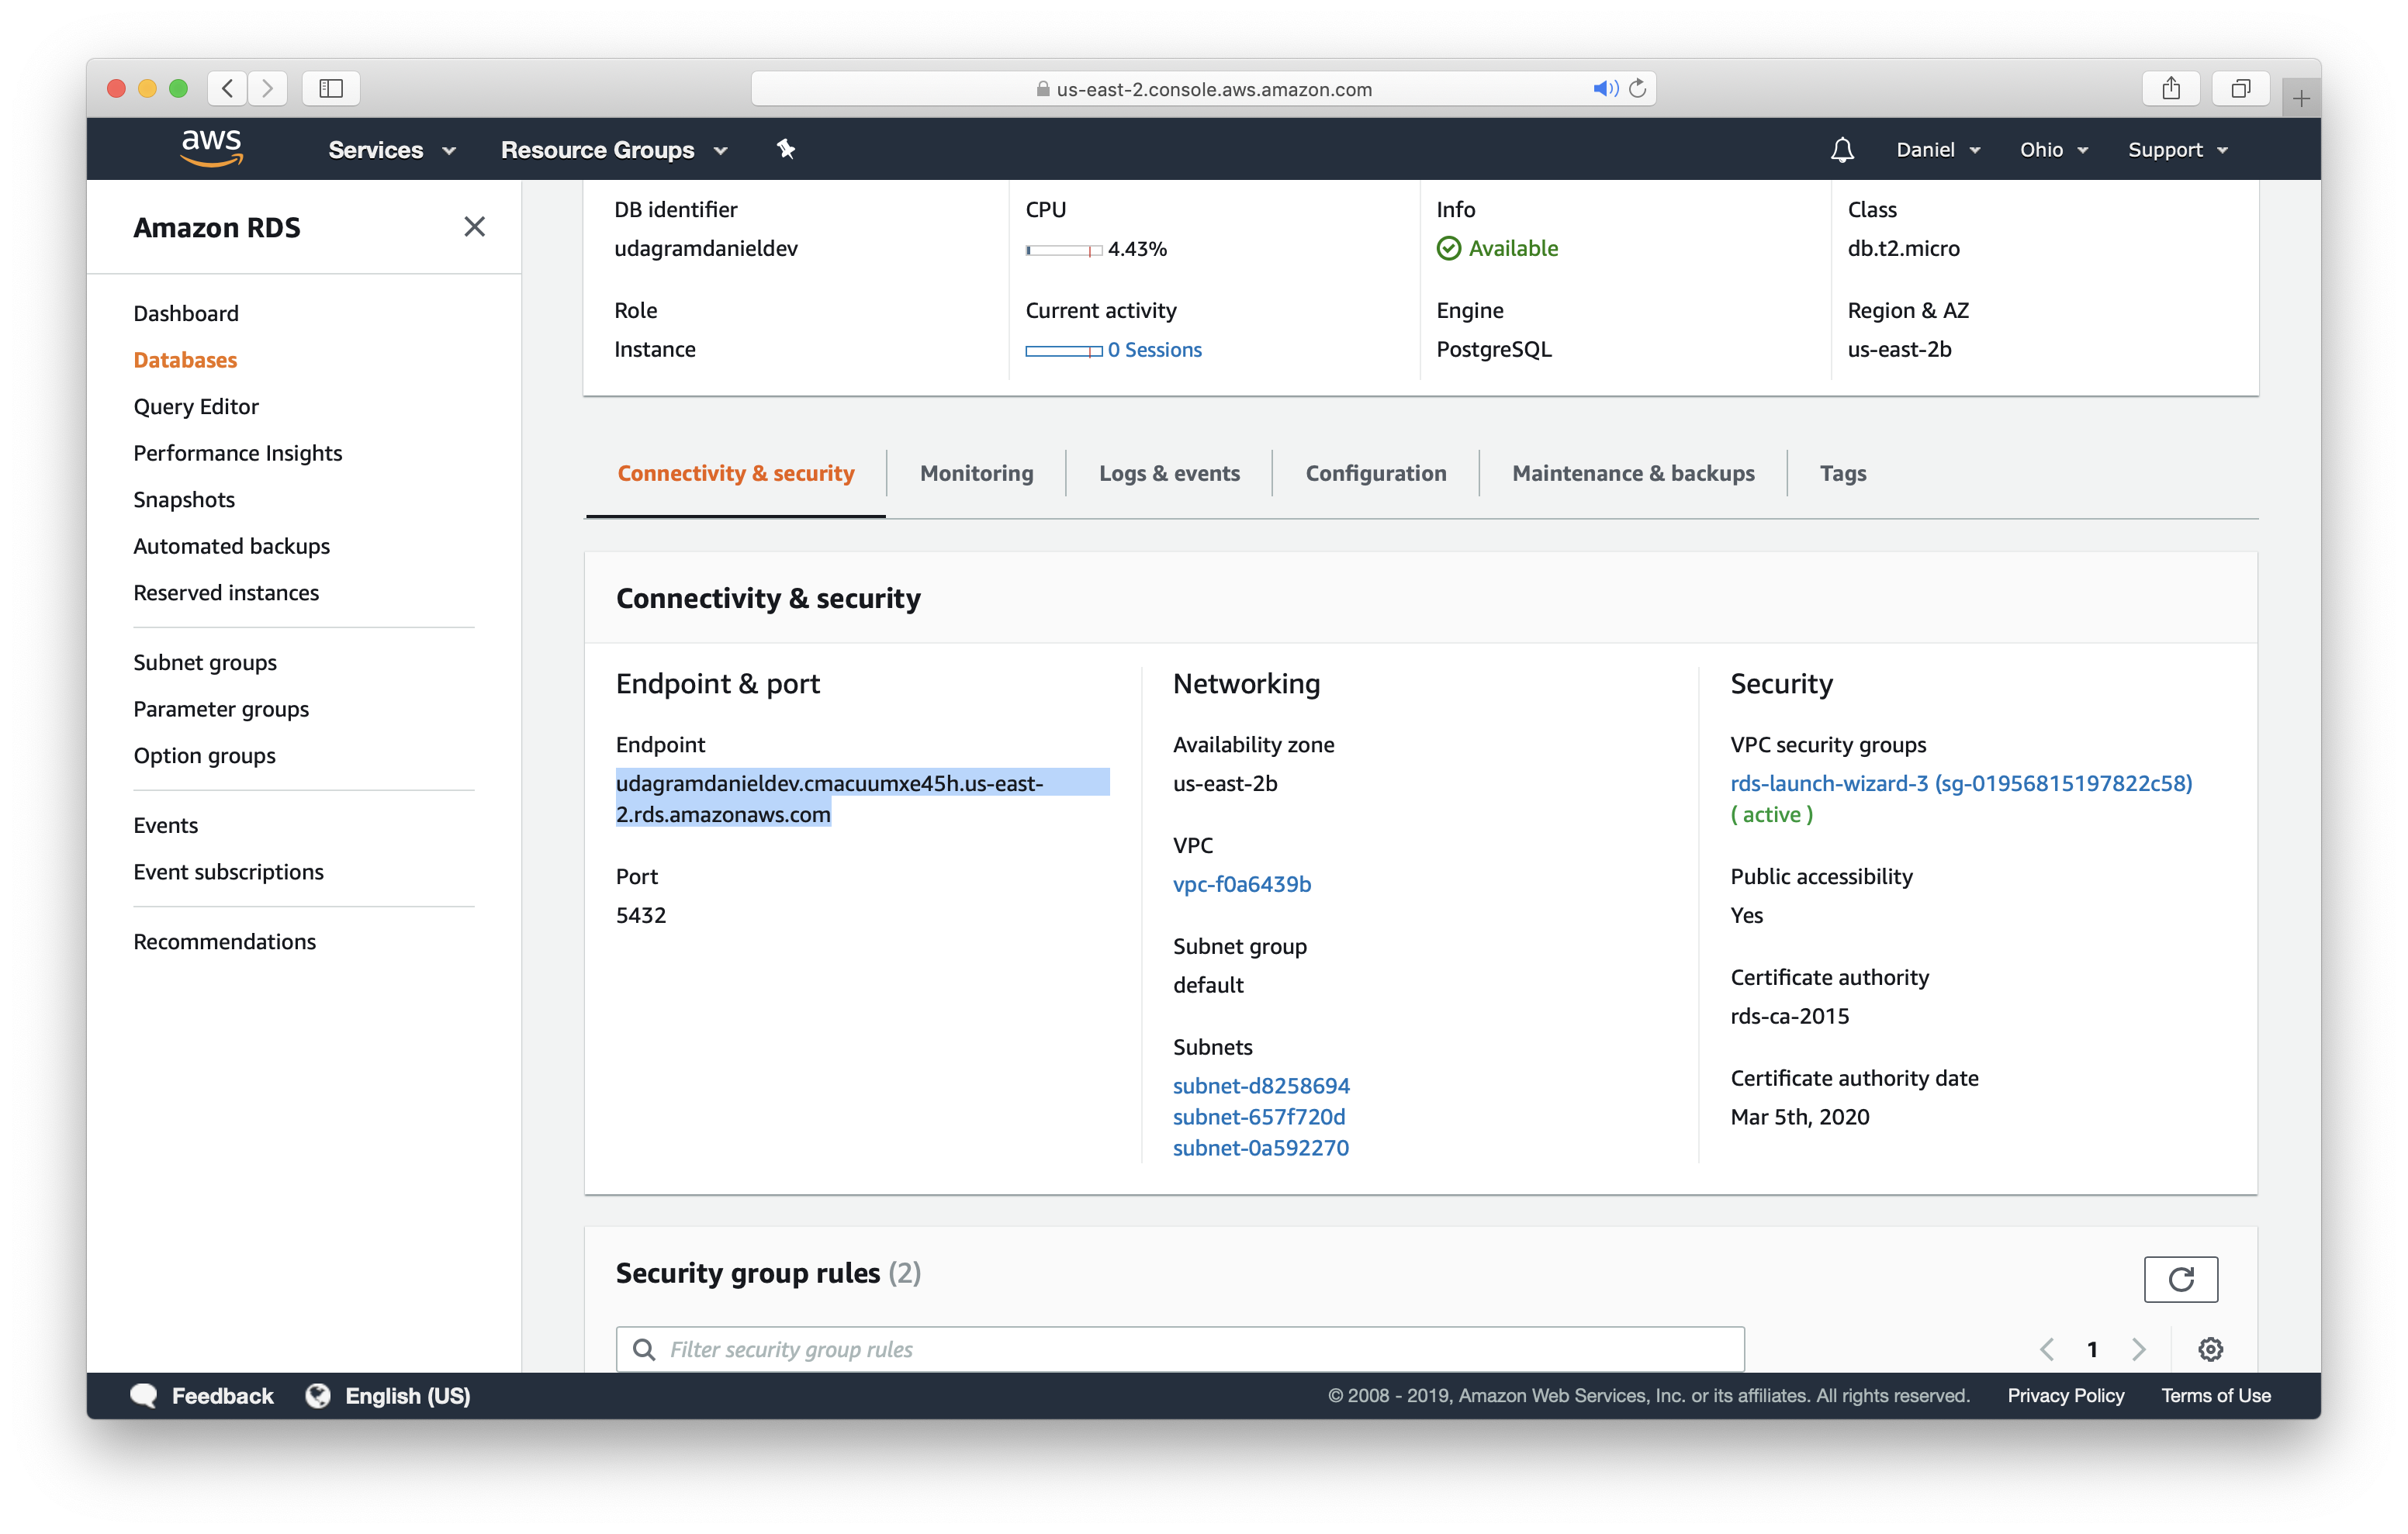 us-east-2.console.aws.amazon.com
aws
Services
Resource Groups
Daniel
Ohio
Support
Amazon RDS
Dashboard
Databases
Query Editor
Performance Insights
Snapshots
Automated backups
Reserved instances
Subnet groups
Parameter groups
Option groups
Events
Event subscriptions
Recommendations
DB identifier
udagramdanieldev
CPU
4.43%
Info
Available
Class
db.t2.micro
Role
Instance
Current activity
0 Sessions
Engine
PostgreSQL
Region & AZ
us-east-2b
Connectivity & security
Monitoring
Logs & events
Configuration
Maintenance & backups
Tags
Connectivity & security
Endpoint & port
Endpoint
udagramdanieldev.cmacuumxe45h.us-east-
2.rds.amazonaws.com
Port
5432
Networking
Availability zone
us-east-2b
VPC
vpc-f0a6439b
Subnet group
default
Subnets
subnet-d8258694
subnet-657f720d
subnet-0a592270
Security
VPC security groups
rds-launch-wizard-3 (sg-01956815197822c58)
( active )
Public accessibility
Yes
Certificate authority
rds-ca-2015
Certificate authority date
Mar 5th, 2020
Security group rules (2)
Filter security group rules
1
Feedback
English (US)
© 2008 - 2019, Amazon Web Services, Inc. or its affiliates. All rights reserved.
Privacy Policy
Terms of Use